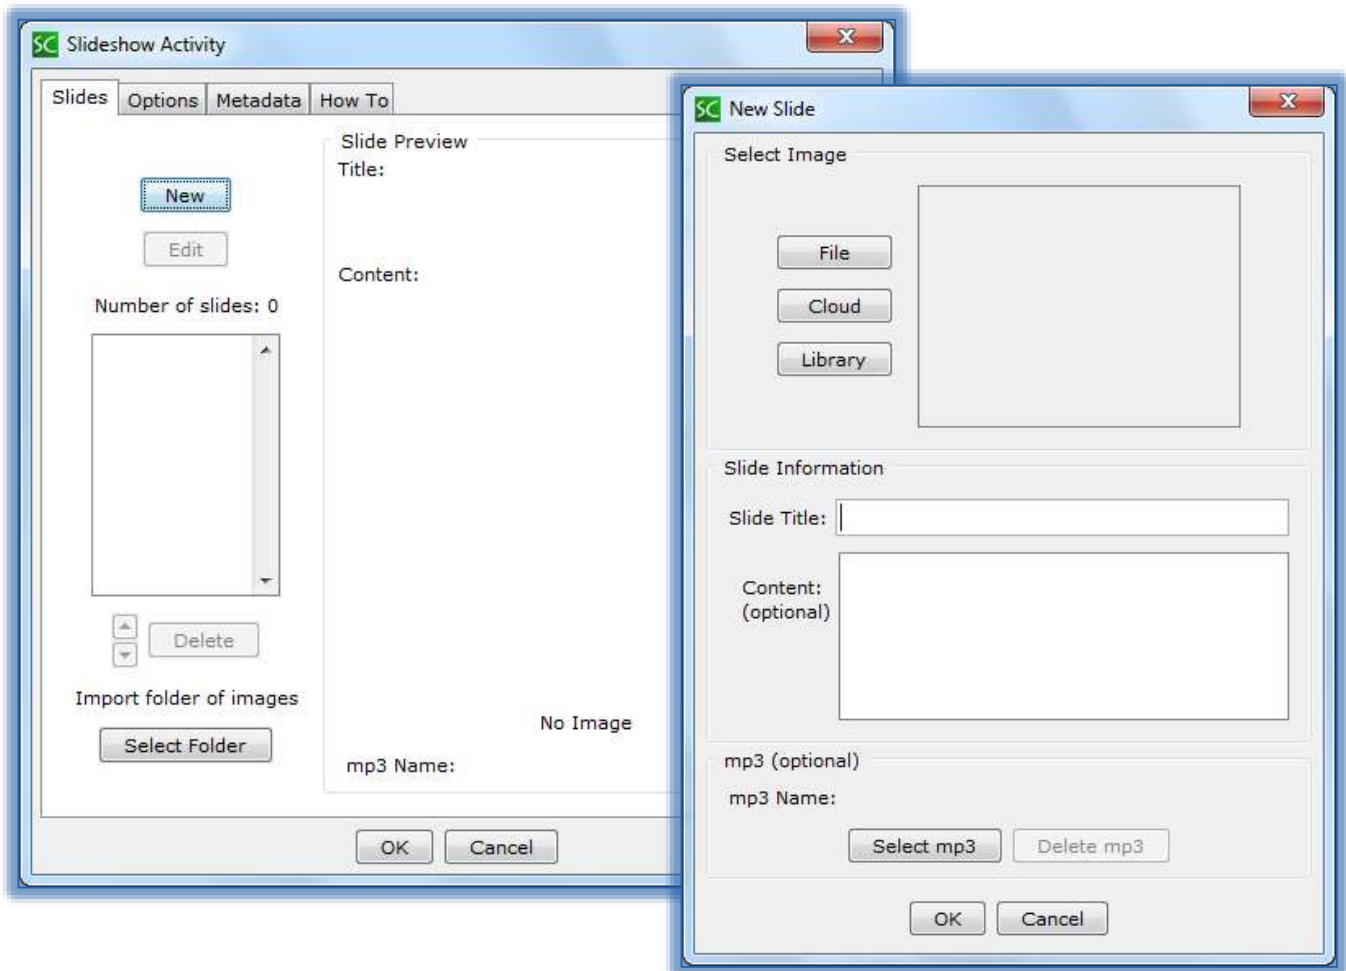 SC Slideshow Activity
Slides Options Metadata How To
New
Edit
Number of slides: 0
Delete
Import folder of images
Select Folder
Slide Preview
Title:
Content:
No Image
mp3 Name:
OK Cancel
SC New Slide
Select Image
File
Cloud
Library
Slide Information
Slide Title:
Content:
(optional)
mp3 (optional)
mp3 Name:
Select mp3 Delete mp3
OK Cancel